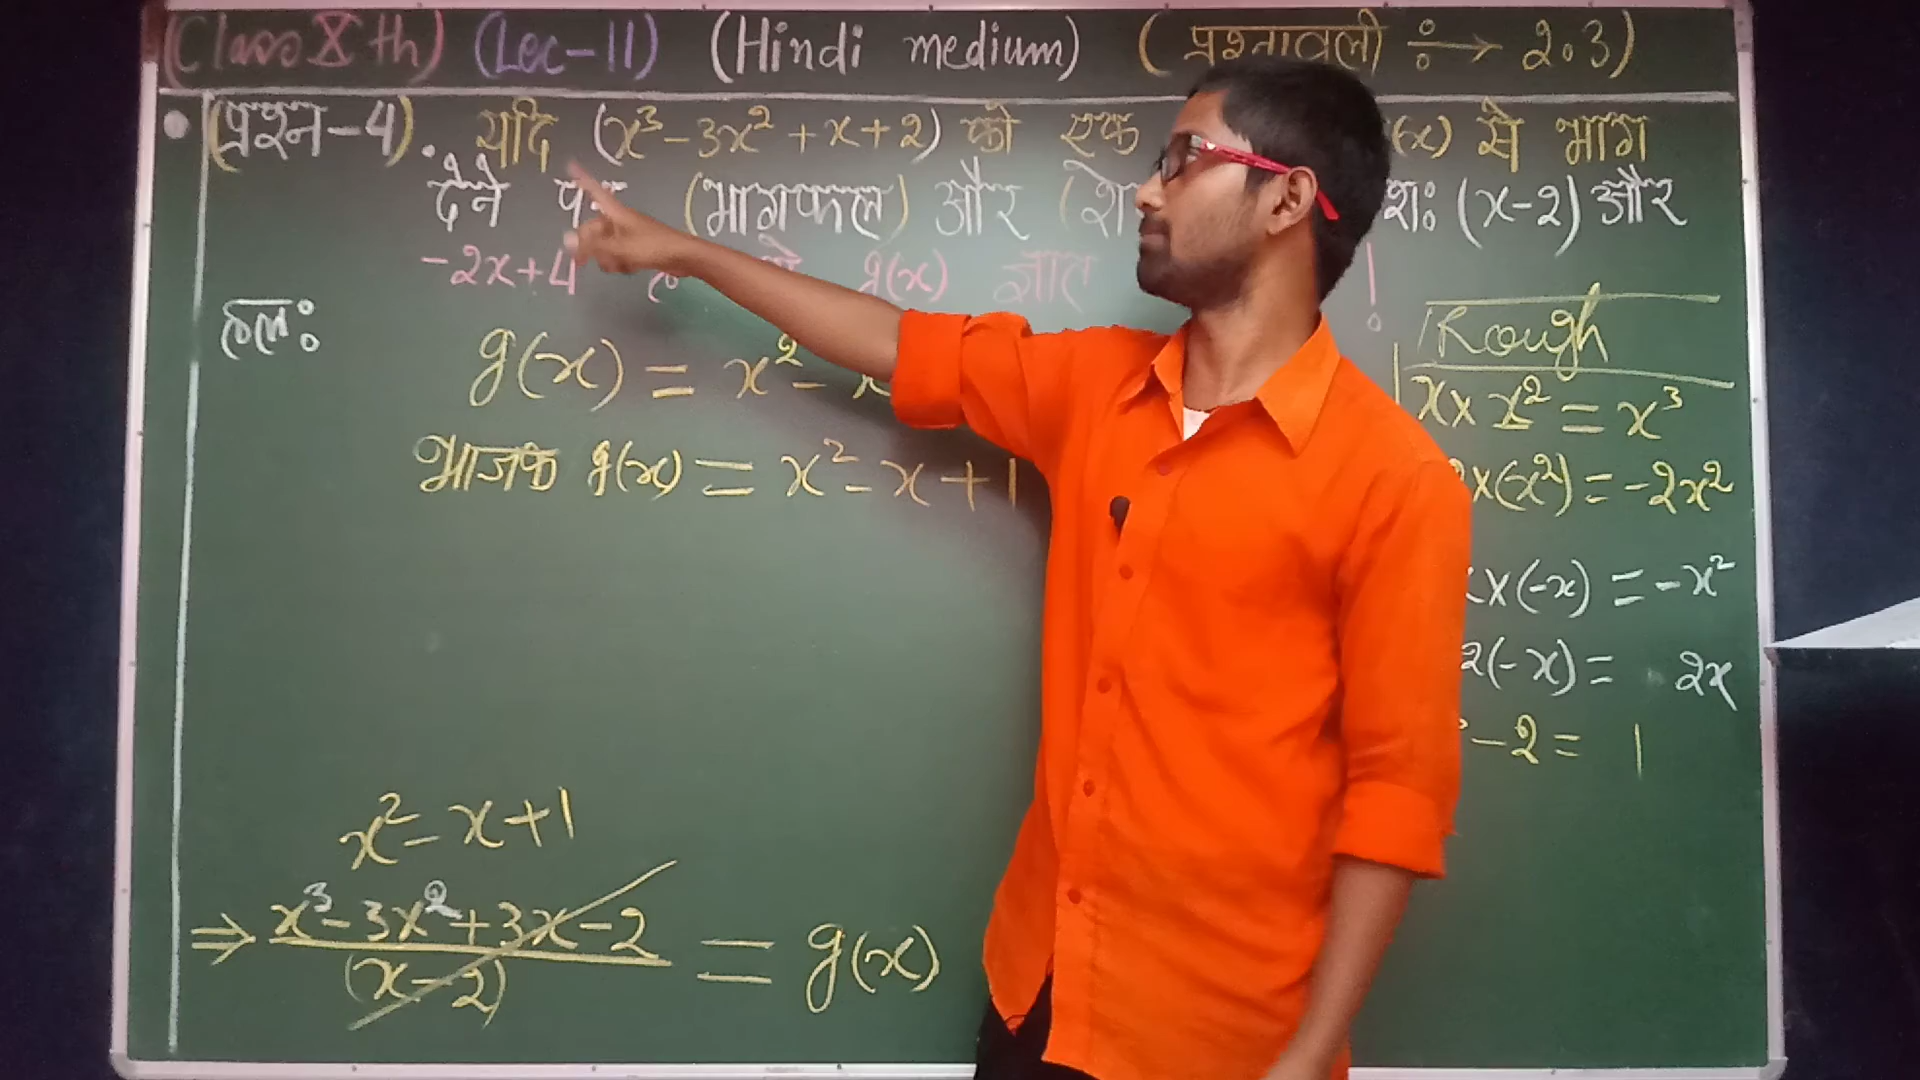 (Class X th) (Lec-11) (Hindi medium) (प्रश्नावली ÷→ 2.3)
• (प्रश्न-4). यदि (x³-3x²+x+2) को एक (x) से भाग
देने (भागफल) और (शे शः (x-2) और
-2x+4 g(x) ज्ञात !
हलः
g(x) = x²-x
भाजक g(x) = x²-x+1
x²-x+1
⇒ x³-3x²+3x-2
(x-2)
= g(x)
Rough
x×x² = x³
2x(-x²) = -2x²
x(-x) = -x²
2(-x) = 2x
-2 = 1